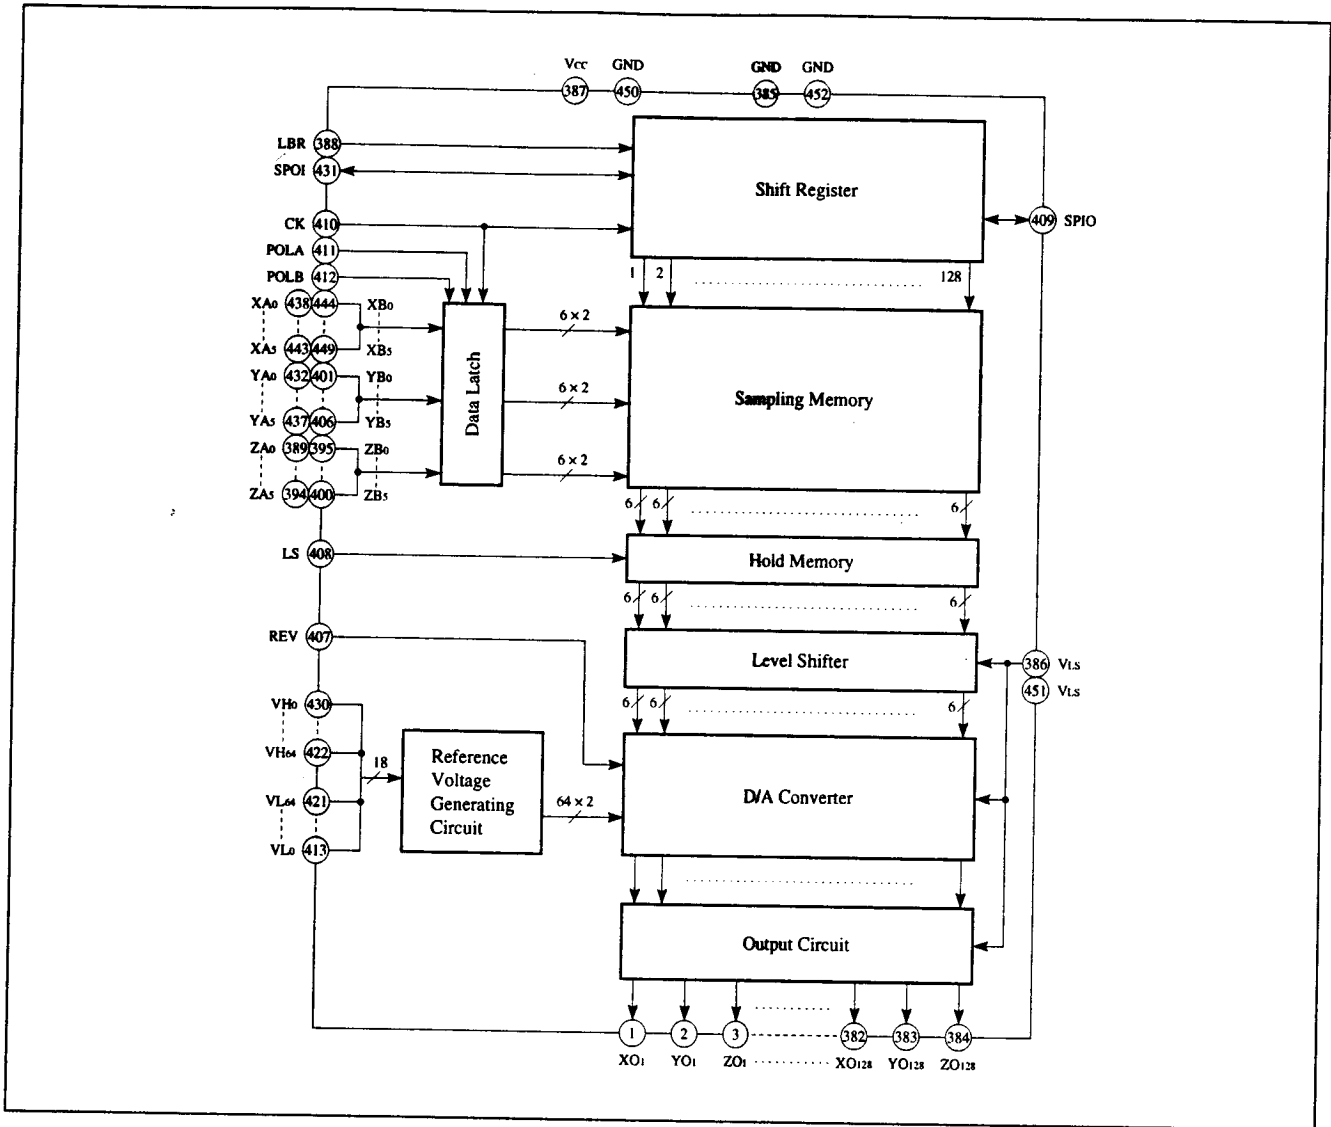 Vcc GND GND GND
387 450 385 452
LBR 388
SPOI 431
Shift Register
409 SPIO
CK 410
POLA 411
POLB 412
1 2 128
XA0 438 444 XB0
XA5 443 449 XB5
YA0 432 401 YB0
YA5 437 406 YB5
ZA0 389 395 ZB0
ZA5 394 400 ZB5
Data Latch
6 × 2
6 × 2
6 × 2
Sampling Memory
6 6 6
LS 408
Hold Memory
6 6 6
REV 407
Level Shifter
386 VLS
451 VLS
6 6 6
VH0 430
VH64 422
VL64 421
VL0 413
18
Reference
Voltage
Generating
Circuit
64 × 2
D/A Converter
Output Circuit
1 2 3 382 383 384
XO1 YO1 ZO1 XO128 YO128 ZO128